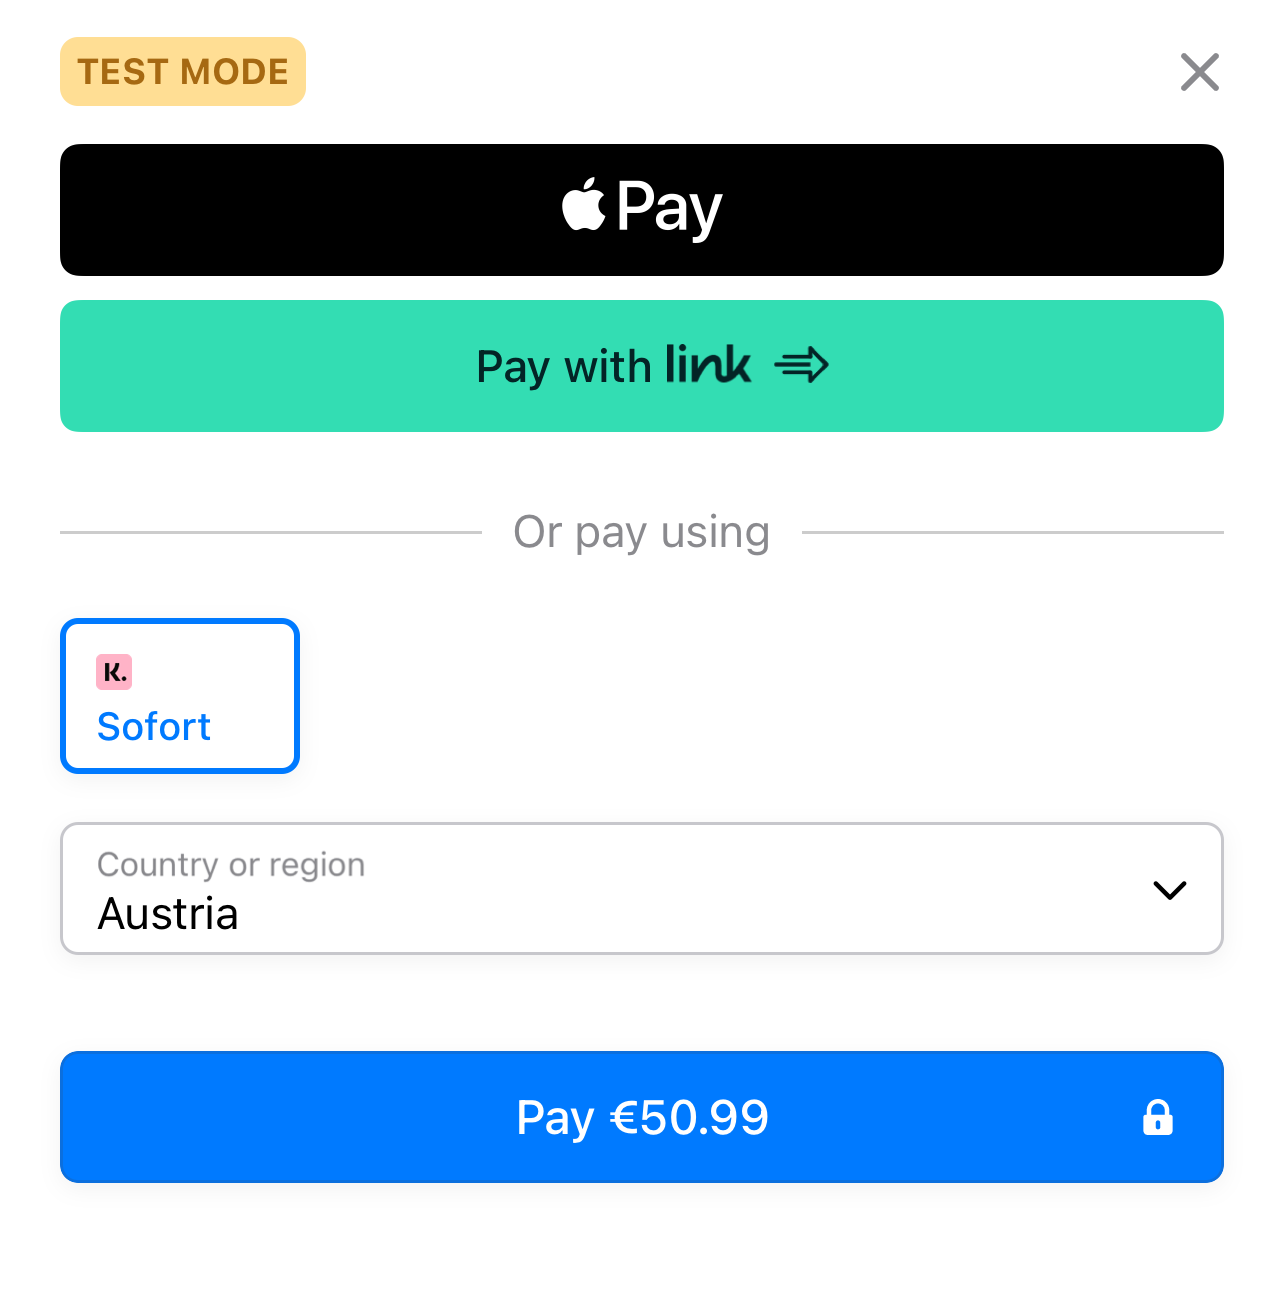 TEST MODE
Pay
Pay with link
Or pay using
K.
Sofort
Country or region
Austria
Pay €50.99